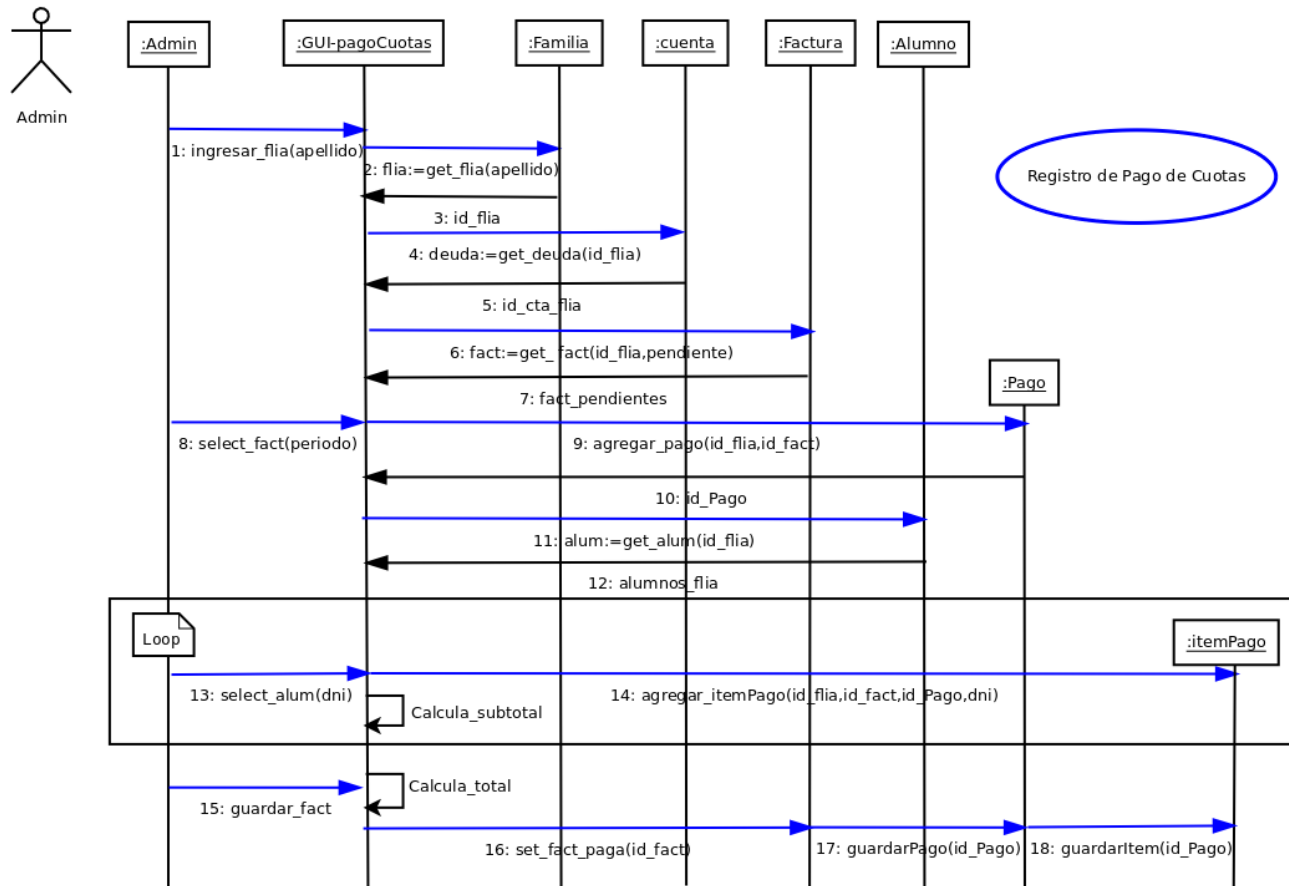 :Admin
:GUI-pagoCuotas
:Familia
:cuenta
:Factura
:Alumno
Admin
1: ingresar_flia(apellido)
2: flia:=get_flia(apellido)
Registro de Pago de Cuotas
3: id_flia
4: deuda:=get_deuda(id_flia)
5: id_cta_flia
6: fact:=get_ fact(id_flia,pendiente)
:Pago
7: fact_pendientes
8: select_fact(periodo)
9: agregar_pago(id_flia,id_fact)
10: id_Pago
11: alum:=get_alum(id_flia)
12: alumnos_flia
Loop
:itemPago
13: select_alum(dni)
14: agregar_itemPago(id_flia,id_fact,id_Pago,dni)
Calcula_subtotal
Calcula_total
15: guardar_fact
16: set_fact_paga(id_fact)
17: guardarPago(id_Pago)
18: guardarItem(id_Pago)